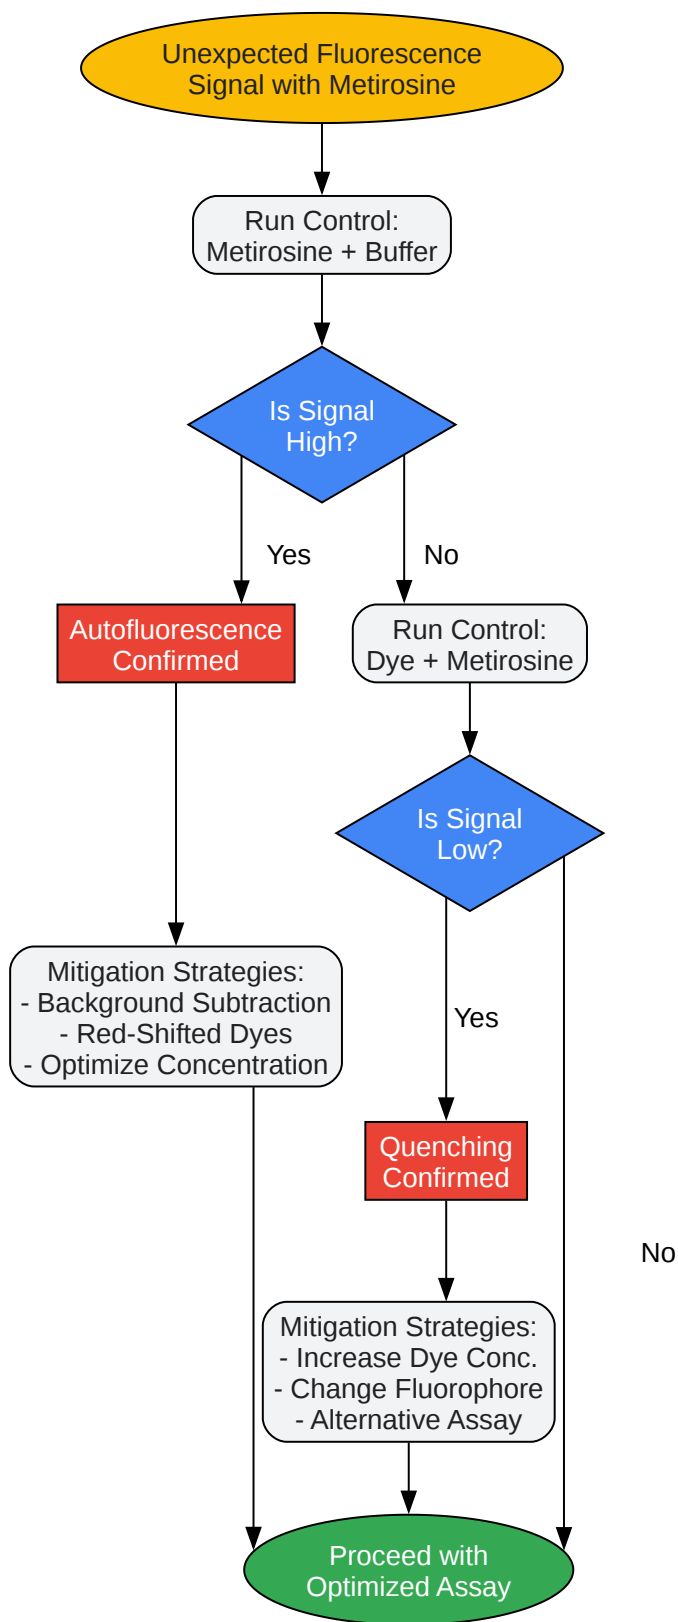 Unexpected Fluorescence
Signal with Metirosine
Run Control:
Metirosine + Buffer
Is Signal
High?
Yes
No
Autofluorescence
Confirmed
Run Control:
Dye + Metirosine
Is Signal
Low?
Mitigation Strategies:
- Background Subtraction
- Red-Shifted Dyes
- Optimize Concentration
Yes
Quenching
Confirmed
No
Mitigation Strategies:
- Increase Dye Conc.
- Change Fluorophore
- Alternative Assay
Proceed with
Optimized Assay